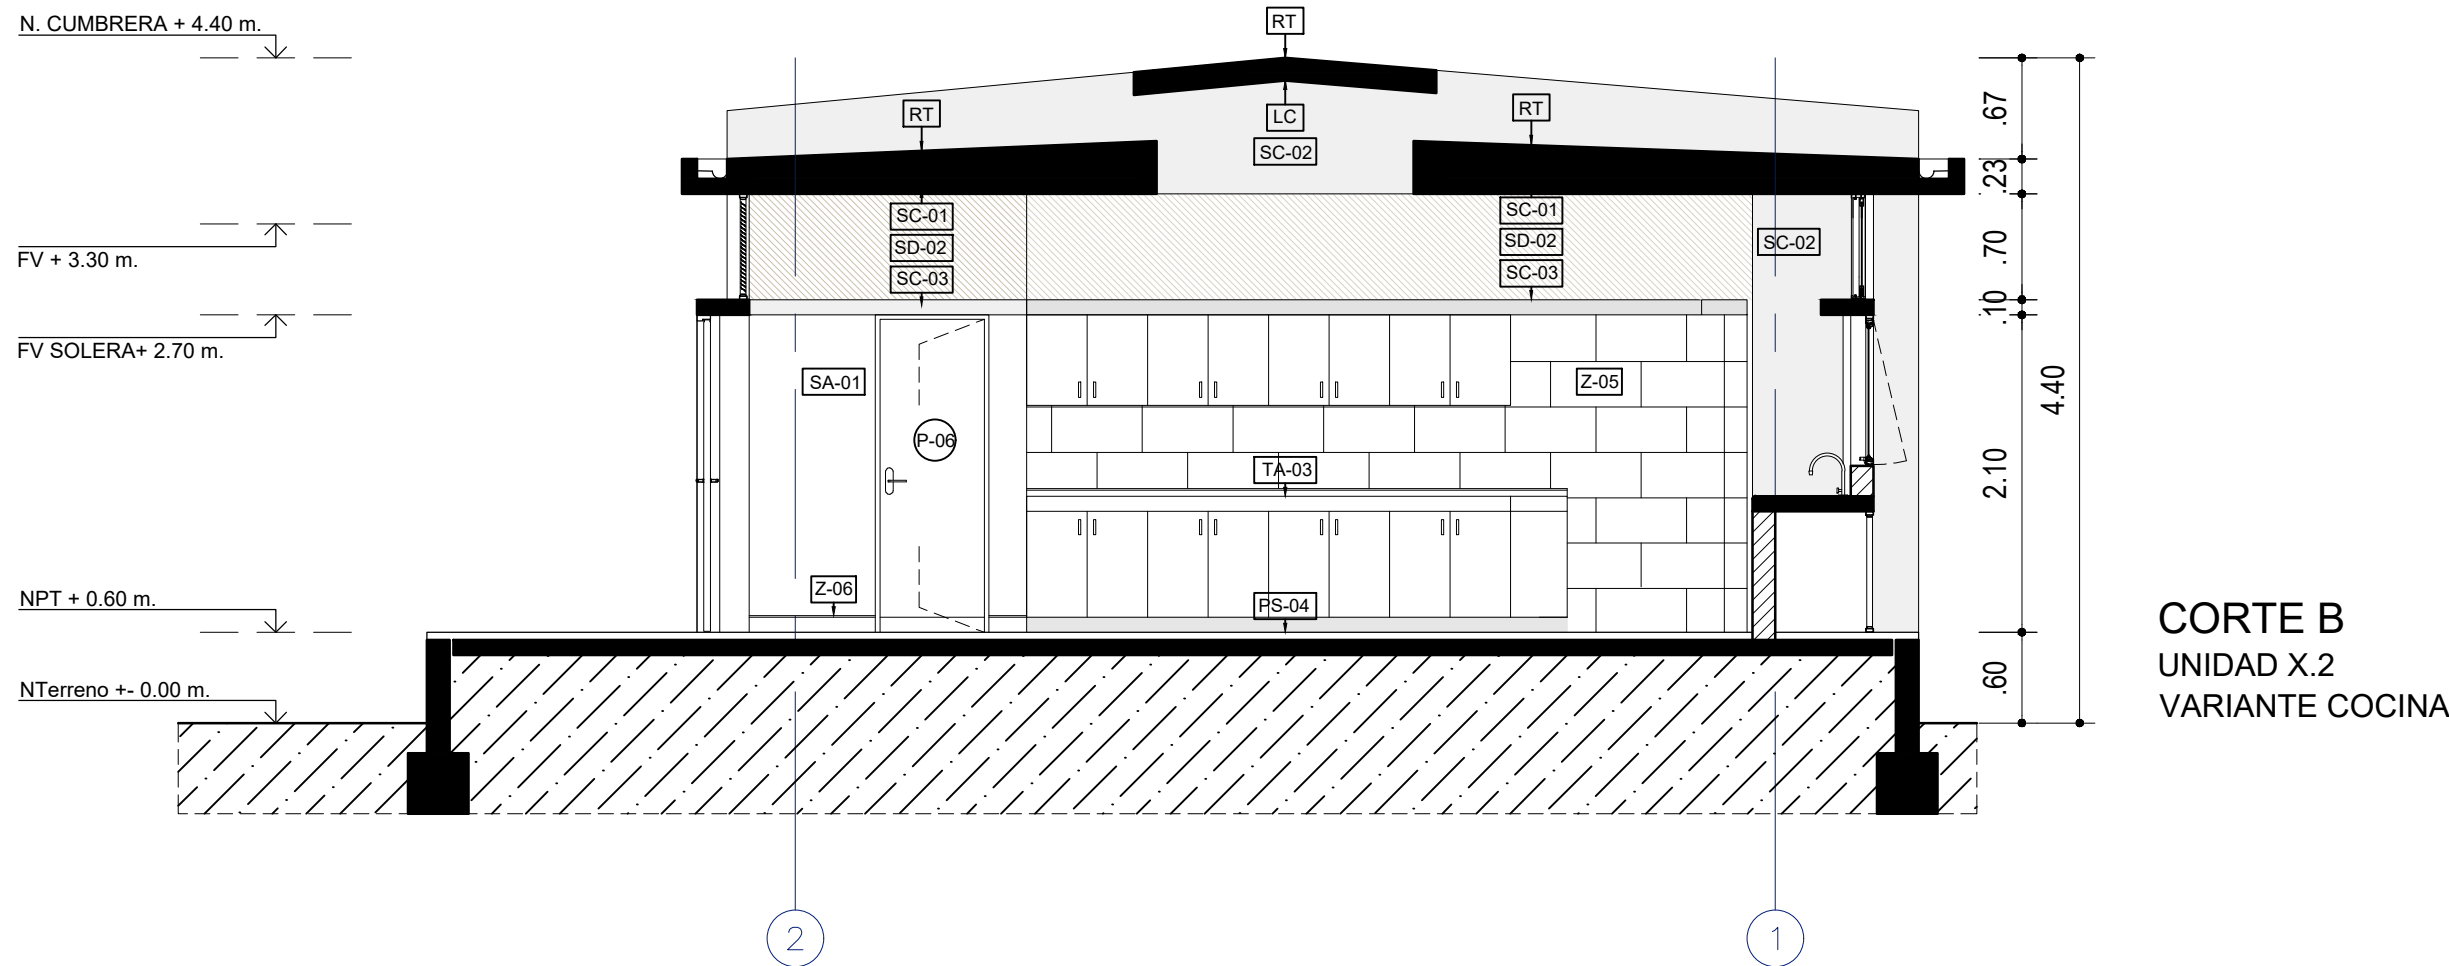 N. CUMBRERA + 4.40 m.
RT
RT
LC
RT
SC-02
.67
.23
SC-01
SD-02
SC-03
SC-01
SD-02
SC-03
SC-02
.70
FV + 3.30 m.
.10
FV SOLERA+ 2.70 m.
SA-01
Z-05
4.40
P-06
TA-03
2.10
Z-06
PS-04
NPT + 0.60 m.
.60
NTerreno +- 0.00 m.
CORTE B
UNIDAD X.2
VARIANTE COCINA
2
1